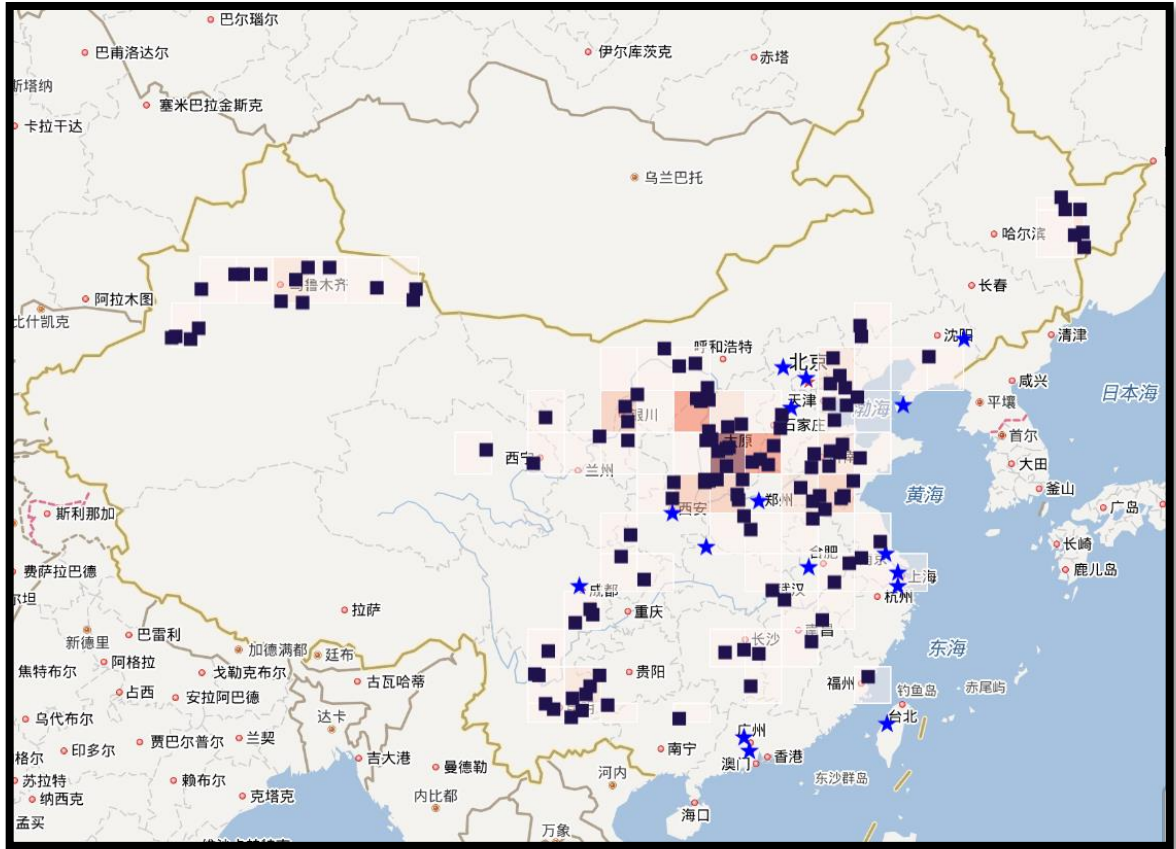 巴尔瑙尔
巴甫洛达尔
伊尔库茨克
赤塔
斯塔纳
塞米巴拉金斯克
卡拉干达
乌兰巴托
哈尔滨
阿拉木图
比什凯克
长春
沈阳
清津
呼和浩特
北京
咸兴
天津
渤海
平壤
日本海
银川
石家庄
首尔
太原
西宁
兰州
大田
釜山
黄海
广岛
斯利那加
西安
郑州
长崎
合肥
费萨拉巴德
上海
鹿儿岛
成都
武汉
杭州
尔坦
拉萨
重庆
新德里
巴雷利
南昌
长沙
东海
加德满都
廷布
焦特布尔
阿格拉
戈勒克布尔
古瓦哈蒂
贵阳
福州
钓鱼岛
赤尾屿
占西
安拉阿巴德
乌代布尔
达卡
台北
广州
格尔
印多尔
贾巴尔普尔
兰契
吉大港
南宁
澳门
香港
曼德勒
河内
东沙群岛
苏拉特
赖布尔
纳西克
克塔克
内比都
海口
孟买
万象